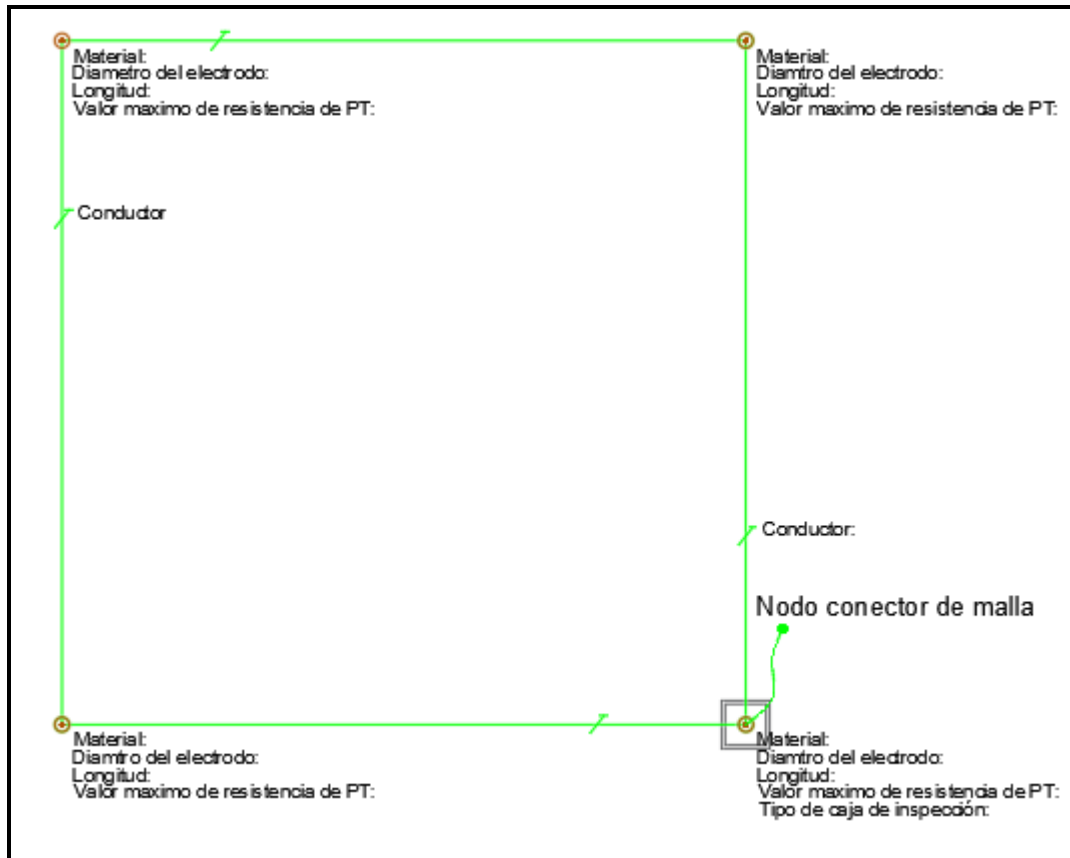 Material:
Diametro del electrodo:
Longitud:
Valor maximo de resistencia de PT:
Material:
Diamtro del electrodo:
Longitud:
Valor maximo de resistencia de PT:
Conductor
Conductor:
Nodo conector de malla
Material:
Diamtro del electrodo:
Longitud:
Valor maximo de resistencia de PT:
Material:
Diamtro del electrodo:
Longitud:
Valor maximo de resistencia de PT:
Tipo de caja de inspección: